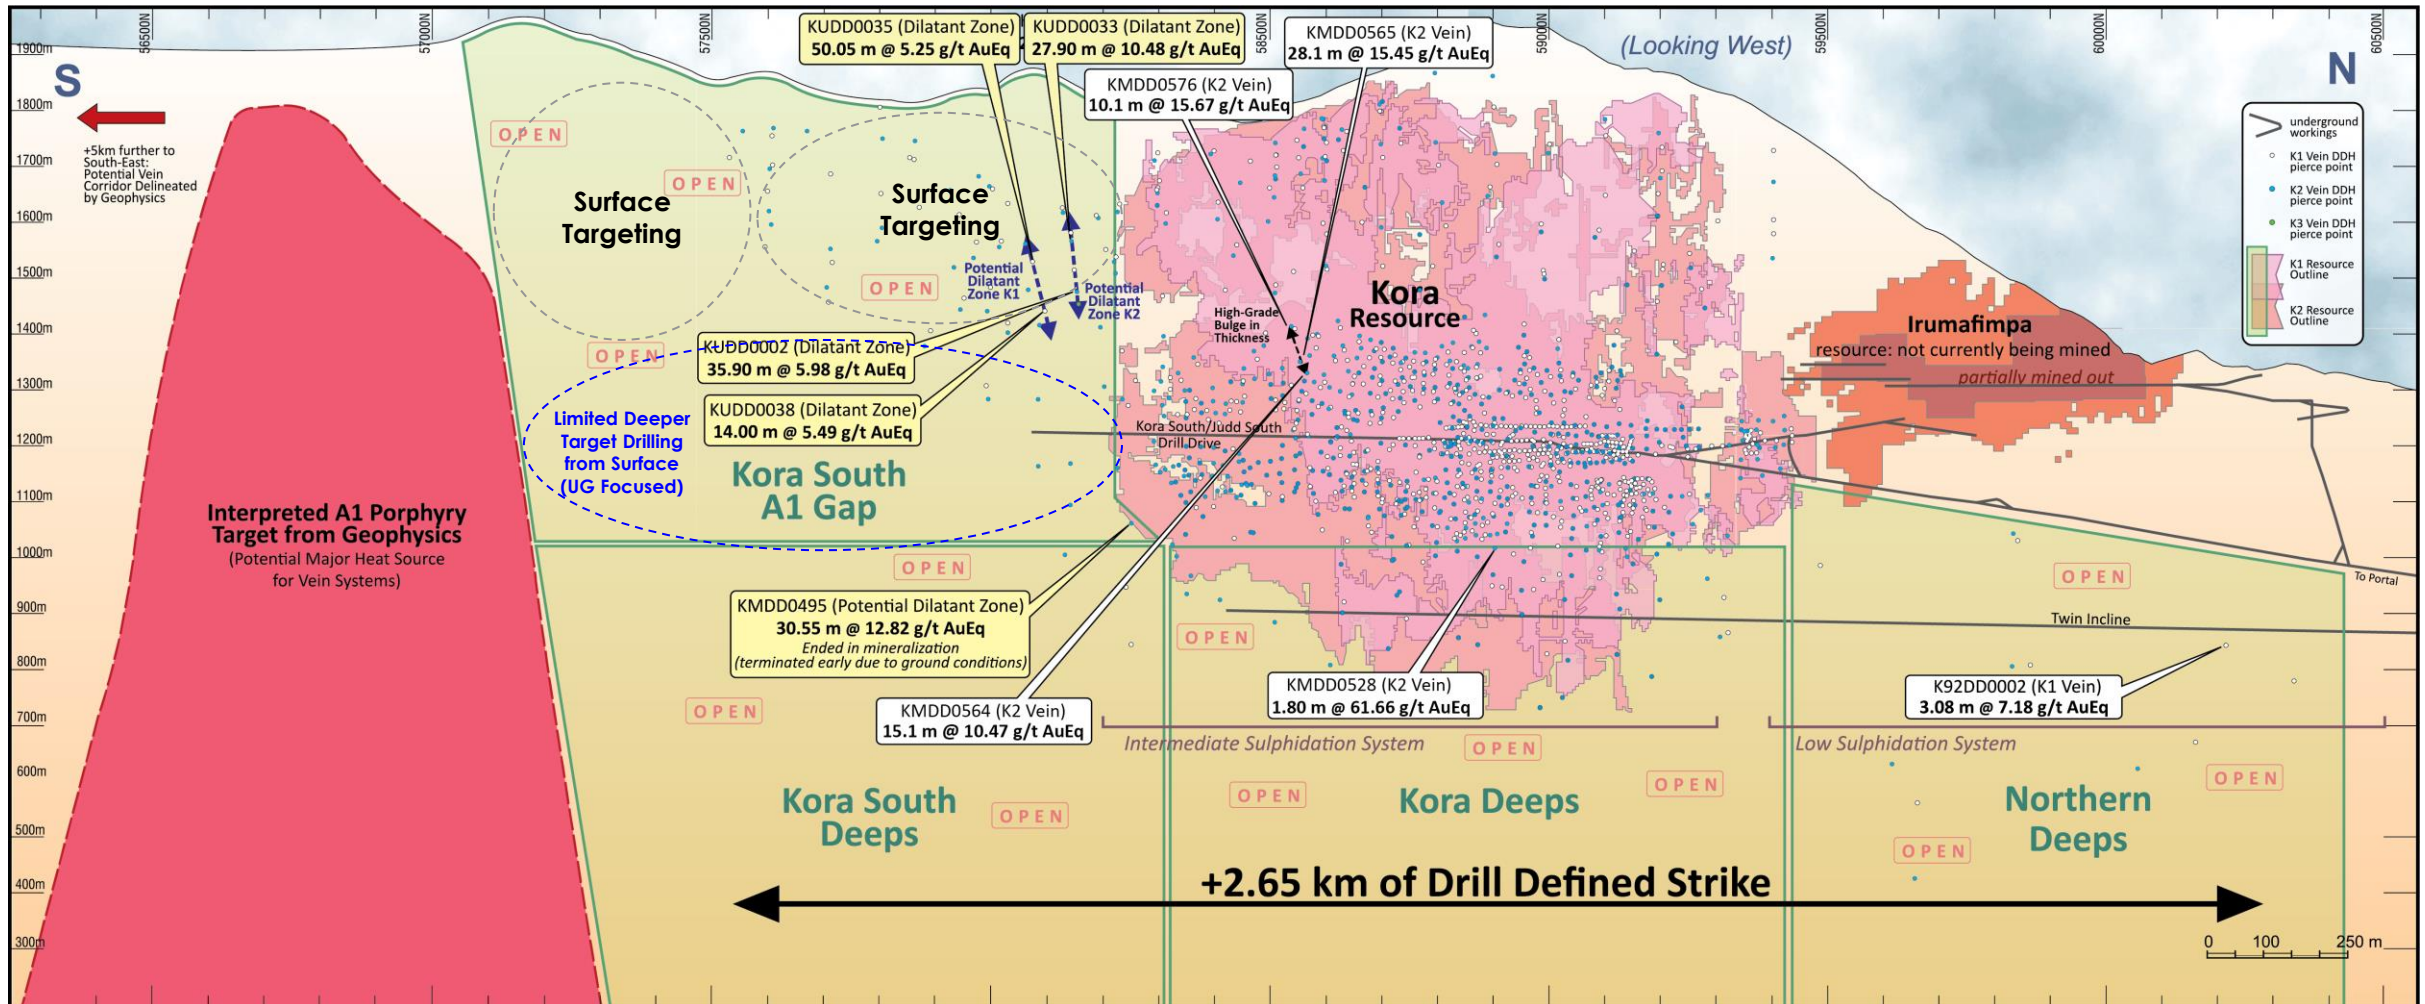 56500N
57000N
57500N
58500N
59000N
59500N
60000N
60500N
1900m
1800m
1700m
1600m
1500m
1400m
1300m
1200m
1100m
1000m
900m
800m
700m
600m
500m
400m
300m
S
N
(Looking West)
+5km further to
South-East:
Potential Vein
Corridor Delineated
by Geophysics
KUDD0035 (Dilatant Zone)
50.05 m @ 5.25 g/t AuEq
KUDD0033 (Dilatant Zone)
27.90 m @ 10.48 g/t AuEq
KMDD0565 (K2 Vein)
28.1 m @ 15.45 g/t AuEq
KMDD0576 (K2 Vein)
10.1 m @ 15.67 g/t AuEq
underground
workings
K1 Vein DDH
pierce point
K2 Vein DDH
pierce point
K3 Vein DDH
pierce point
K1 Resource
Outline
K2 Resource
Outline
OPEN
OPEN
Surface
Targeting
Surface
Targeting
OPEN
OPEN
Potential
Dilatant
Zone K1
Potential
Dilatant
Zone K2
High-Grade
Bulge in
Thickness
Kora
Resource
Irumafimpa
resource: not currently being mined
partially mined out
KUDD0002 (Dilatant Zone)
35.90 m @ 5.98 g/t AuEq
KUDD0038 (Dilatant Zone)
14.00 m @ 5.49 g/t AuEq
Limited Deeper
Target Drilling
from Surface
(UG Focused)
Kora South
A1 Gap
Kora South/Judd South
Drill Drive
Interpreted A1 Porphyry
Target from Geophysics
(Potential Major Heat Source
for Vein Systems)
OPEN
OPEN
To Portal
KMDD0495 (Potential Dilatant Zone)
30.55 m @ 12.82 g/t AuEq
Ended in mineralization
(terminated early due to ground conditions)
OPEN
Twin Incline
OPEN
KMDD0564 (K2 Vein)
15.1 m @ 10.47 g/t AuEq
KMDD0528 (K2 Vein)
1.80 m @ 61.66 g/t AuEq
K92DD0002 (K1 Vein)
3.08 m @ 7.18 g/t AuEq
Intermediate Sulphidation System
OPEN
Low Sulphidation System
OPEN
OPEN
OPEN
Kora South
Deeps
OPEN
Kora Deeps
Northern
Deeps
OPEN
+2.65 km of Drill Defined Strike
0 100 250 m